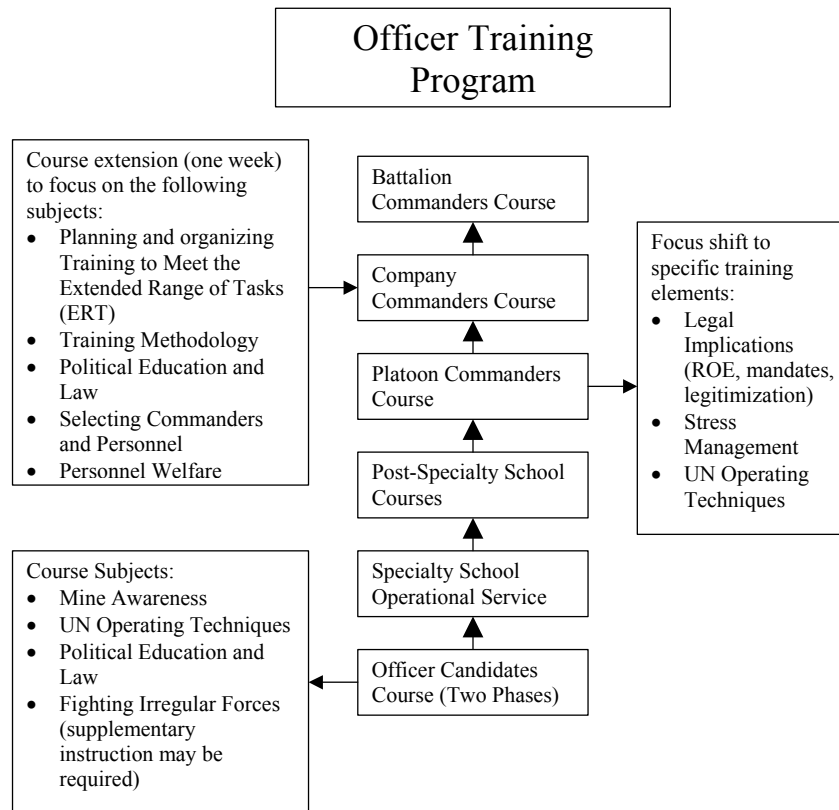 Officer Training
Program
Course extension (one week)
to focus on the following
subjects:
• Planning and organizing
Training to Meet the
Extended Range of Tasks
(ERT)
• Training Methodology
• Political Education and
Law
• Selecting Commanders
and Personnel
• Personnel Welfare
Battalion
Commanders Course
Company
Commanders Course
Platoon Commanders
Course
Post-Specialty School
Courses
Specialty School
Operational Service
Officer Candidates
Course (Two Phases)
Focus shift to
specific training
elements:
• Legal
Implications
(ROE, mandates,
legitimization)
• Stress
Management
• UN Operating
Techniques
Course Subjects:
• Mine Awareness
• UN Operating Techniques
• Political Education and
Law
• Fighting Irregular Forces
(supplementary
instruction may be
required)